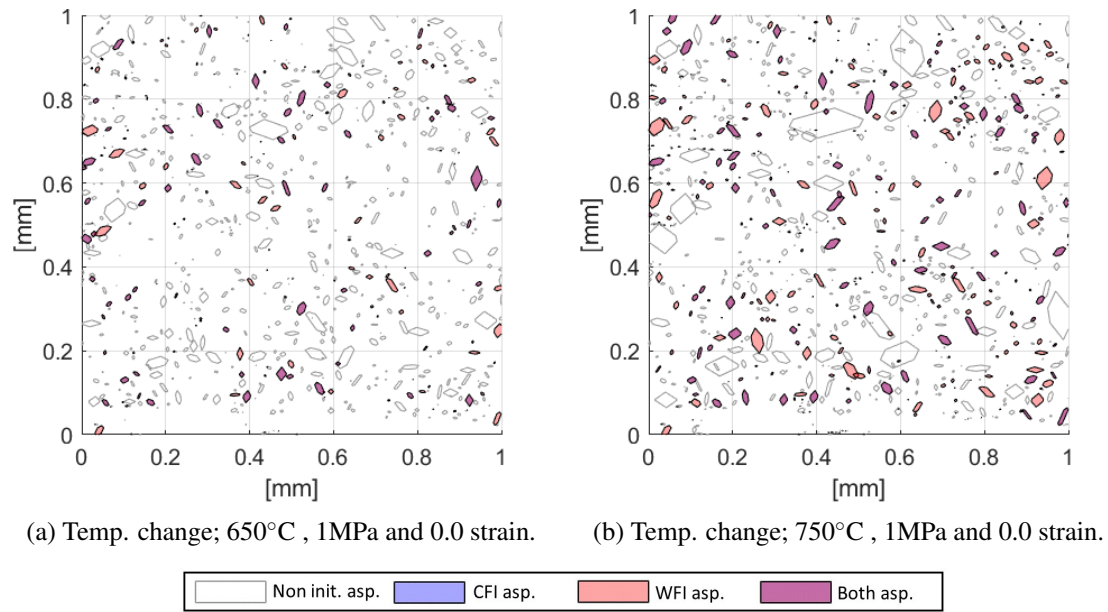 1
0.8
0.6
0.4
0.2
0
[mm]
0 0.2 0.4 0.6 0.8 1
[mm]
1
0.8
0.6
0.4
0.2
0
[mm]
0 0.2 0.4 0.6 0.8 1
[mm]
(a) Temp. change; 650°C , 1MPa and 0.0 strain.
(b) Temp. change; 750°C , 1MPa and 0.0 strain.
Non init. asp. CFI asp. WFI asp. Both asp.